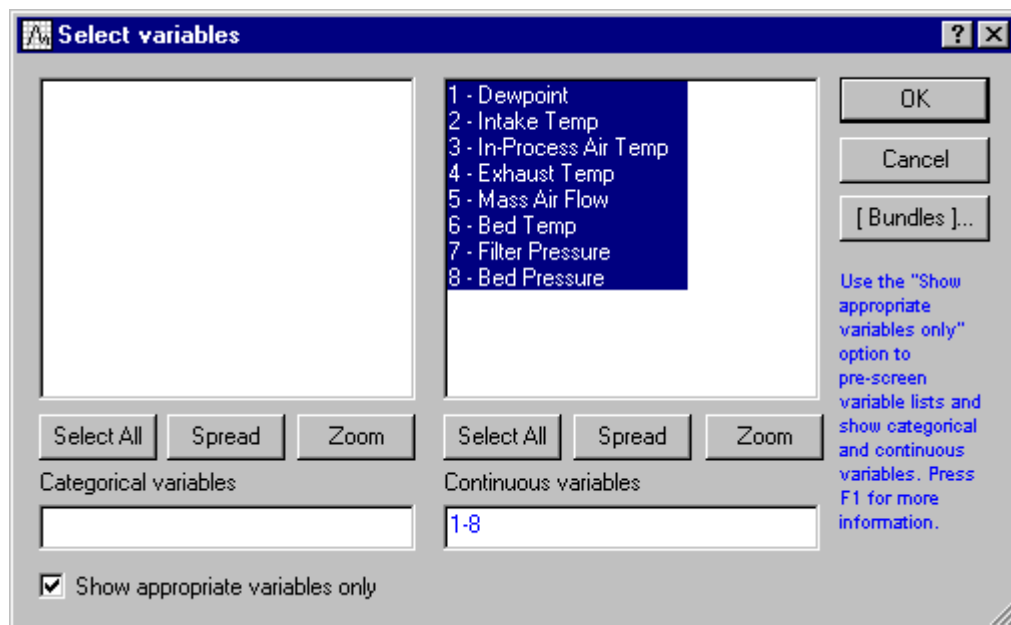 Select variables
1 - Dewpoint
2 - Intake Temp
3 - In-Process Air Temp
4 - Exhaust Temp
5 - Mass Air Flow
6 - Bed Temp
7 - Filter Pressure
8 - Bed Pressure
OK
Cancel
[ Bundles ]...
Use the "Show
appropriate
variables only"
option to
pre-screen
variable lists and
show categorical
and continuous
variables. Press
F1 for more
information.
Select All Spread Zoom
Select All Spread Zoom
Categorical variables
Continuous variables
1-8
Show appropriate variables only